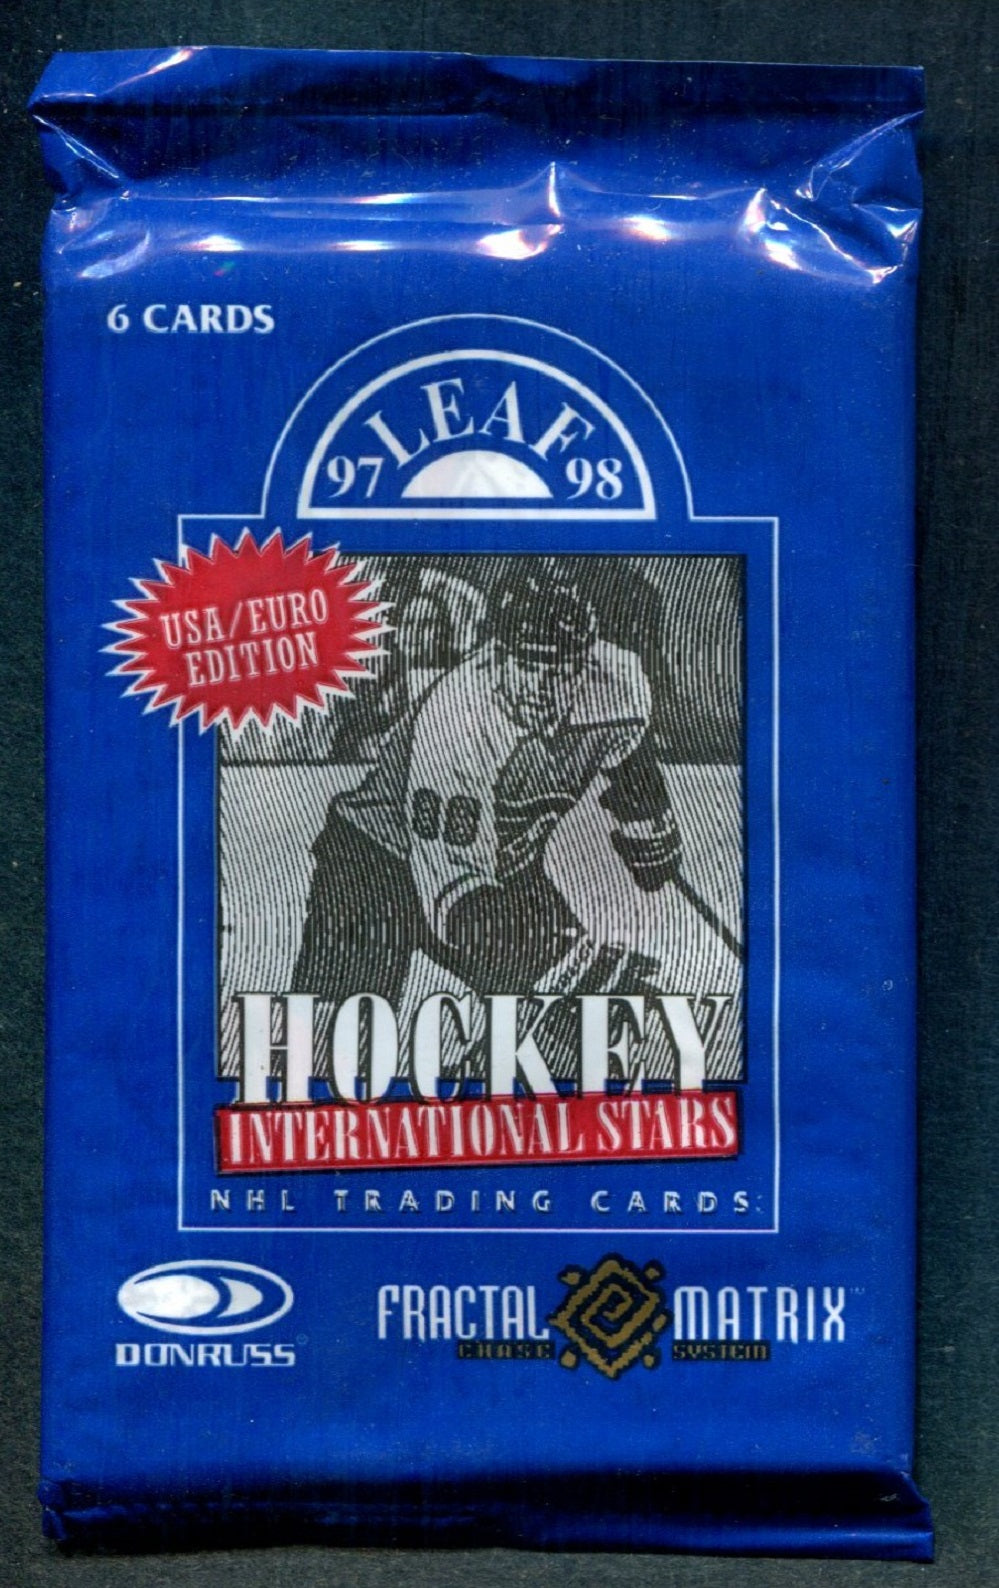 6 CARDS
LEAF
97 98
USA/EURO
EDITION
88
HOCKEY
INTERNATIONAL STARS
NHL TRADING CARDS
DONRUSS®
FRACTAL MATRIX™
CHASE SYSTEM